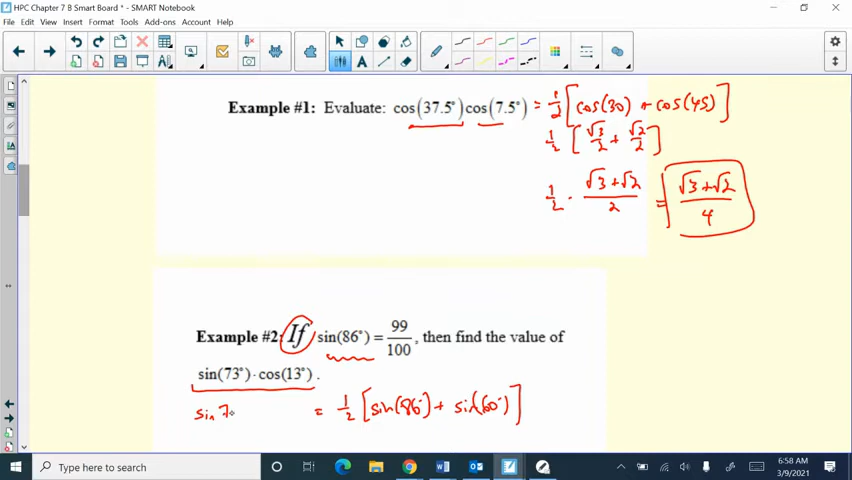 HPC Chapter 7 B Smart Board * - SMART Notebook
File Edit View Insert Format Tools Add-ons Account Help
Example #1: Evaluate: cos(37.5°)cos(7.5°) = 1/2 [cos(30) + cos(45)]
1/2 [√3/2 + √2/2]
1/2 · (√3+√2)/2 = (√3+√2)/4
Example #2: If sin(86°) = 99/100, then find the value of
sin(73°)·cos(13°).
sin 7 = 1/2 [sin(86°) + sin(60°)]
Type here to search
6:58 AM
3/9/2021